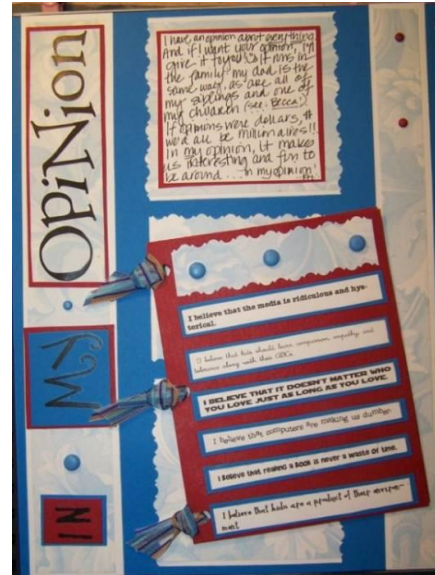 IN
My
OPiNion
I have an opinion about everything.
And if I want your opinion, I'll
give it to you! It runs in
the family: my dad is the
same way, as are all of
my siblings and one of
my children (see: Becca).
If opinions were dollars,
we'd all be millionaires!!
In my opinion, it makes
us interesting and fun to
be around ... in my opinion!
I believe that the media is ridiculous and hys-
terical.
I believe that kids should learn compassion, empathy, and
tolerance along with their ABC's.
I BELIEVE THAT IT DOESN'T MATTER WHO
YOU LOVE JUST AS LONG AS YOU LOVE.
I believe that computers are making us dumber.
I believe that reading a book is never a waste of time.
I believe that kids are a product of their environ-
ment.